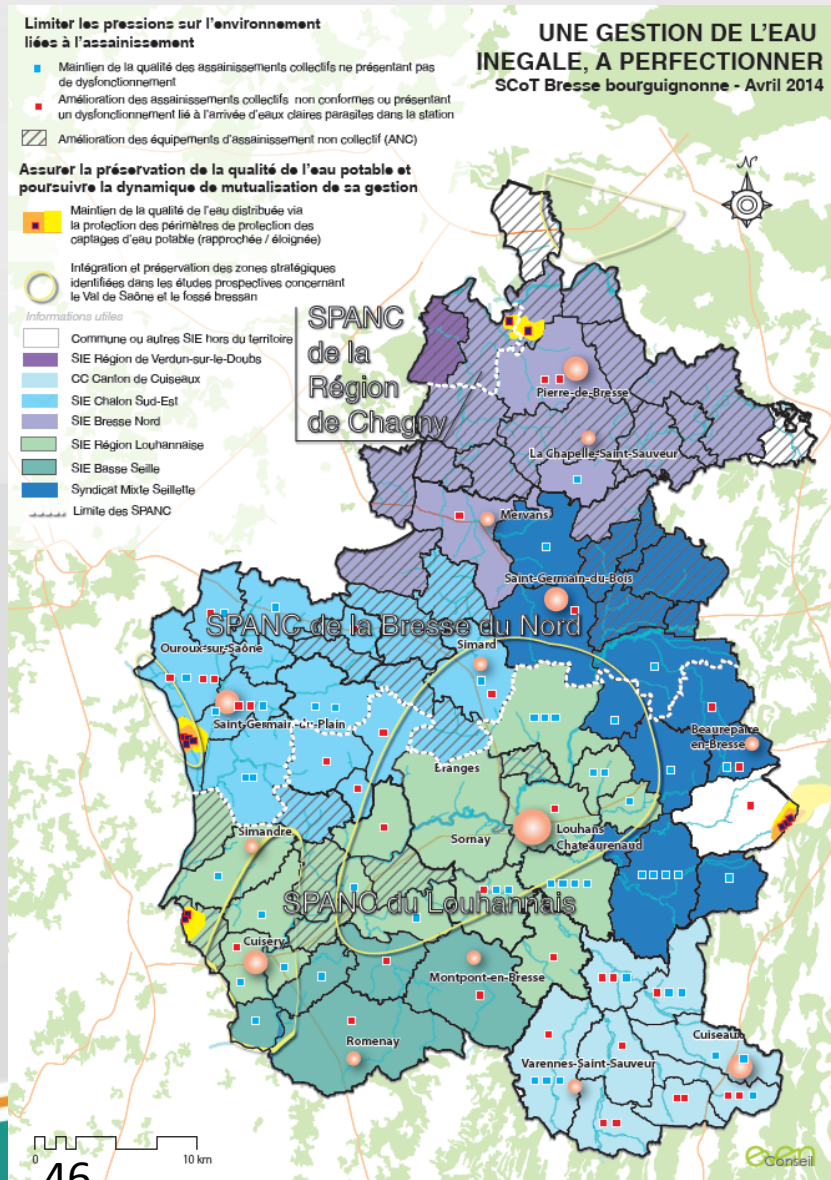 UNE GESTION DE L'EAU
INEGALE, A PERFECTIONNER
SCoT Bresse bourguignonne - Avril 2014
Limiter les pressions sur l'environnement
liées à l'assainissement
Maintien de la qualité des assainissements collectifs ne présentant pas
de dysfonctionnement
Amélioration des assainissements collectifs non conformes ou présentant
un dysfonctionnement lié à l'arrivée d'eaux claires parasites dans la station
Amélioration des équipements d'assainissement non collectif (ANC)
Assurer la préservation de la qualité de l'eau potable et
poursuivre la dynamique de mutualisation de sa gestion
Maintien de la qualité de l'eau distribuée via
la protection des périmètres de protection des
captages d'eau potable (rapprochée / éloignée)
Intégration et préservation des zones stratégiques
identifiées dans les études prospectives concernant
le Val de Saône et le fossé bressan
Informations utiles
Commune ou autres SIE hors du territoire
SIE Région de Verdun-sur-le-Doubs
CC Canton de Cuiseaux
SIE Chalon Sud-Est
SIE Bresse Nord
SIE Région Louhannaise
SIE Basse Seille
Syndicat Mixte Seillette
Limite des SPANC
N
SPANC
de la
Région
de Chagny
Pierre-de-Bresse
La Chapelle-Saint-Sauveur
Mervans
Saint-Germain-du-Bois
SPANC de la Bresse du Nord
Ouroux-sur-Saône
Simard
Saint-Germain-du-Plain
Beaurepaire
en-Bresse
Branges
Simandre
Sornay
Louhans
Chateaurenaud
SPANC du Louhannais
Cuisery
Montpont-en-Bresse
Romenay
Cuiseaux
Varennes-Saint-Sauveur
0
10 km
46
even
Conseil